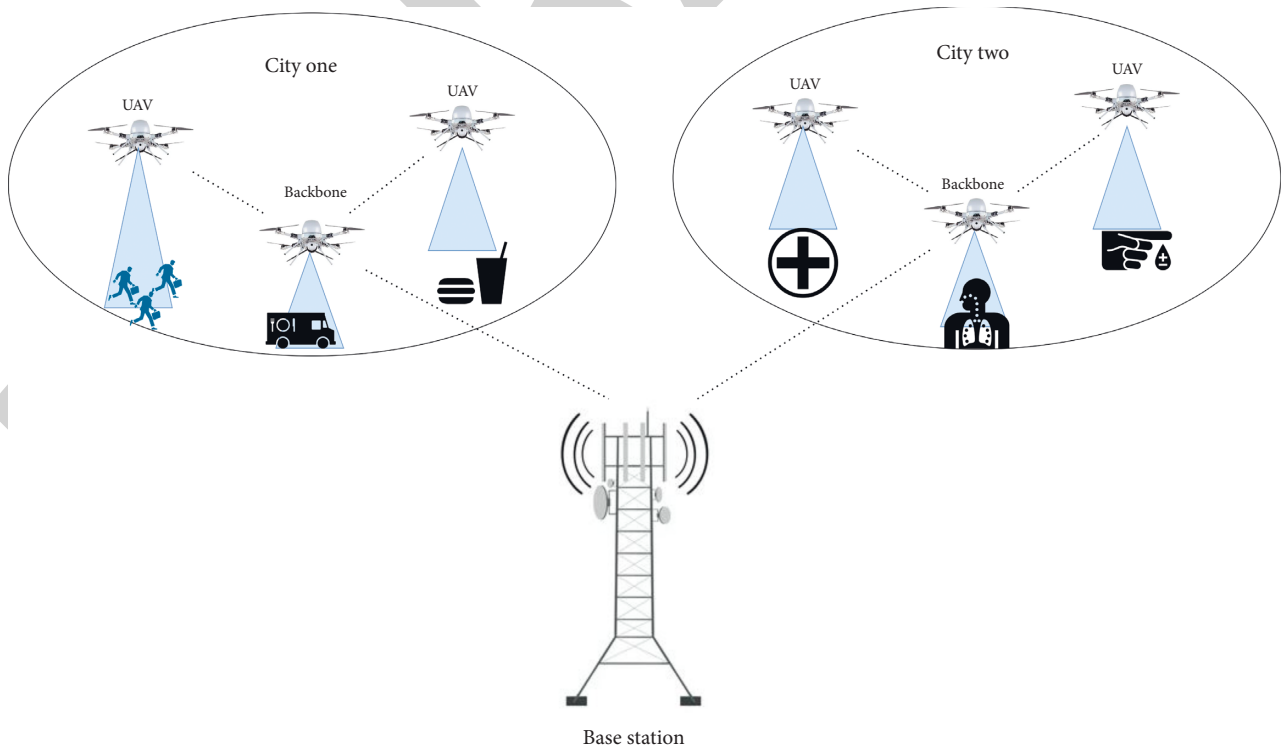 City one
UAV
UAV
Backbone
City two
UAV
UAV
Backbone
Base station